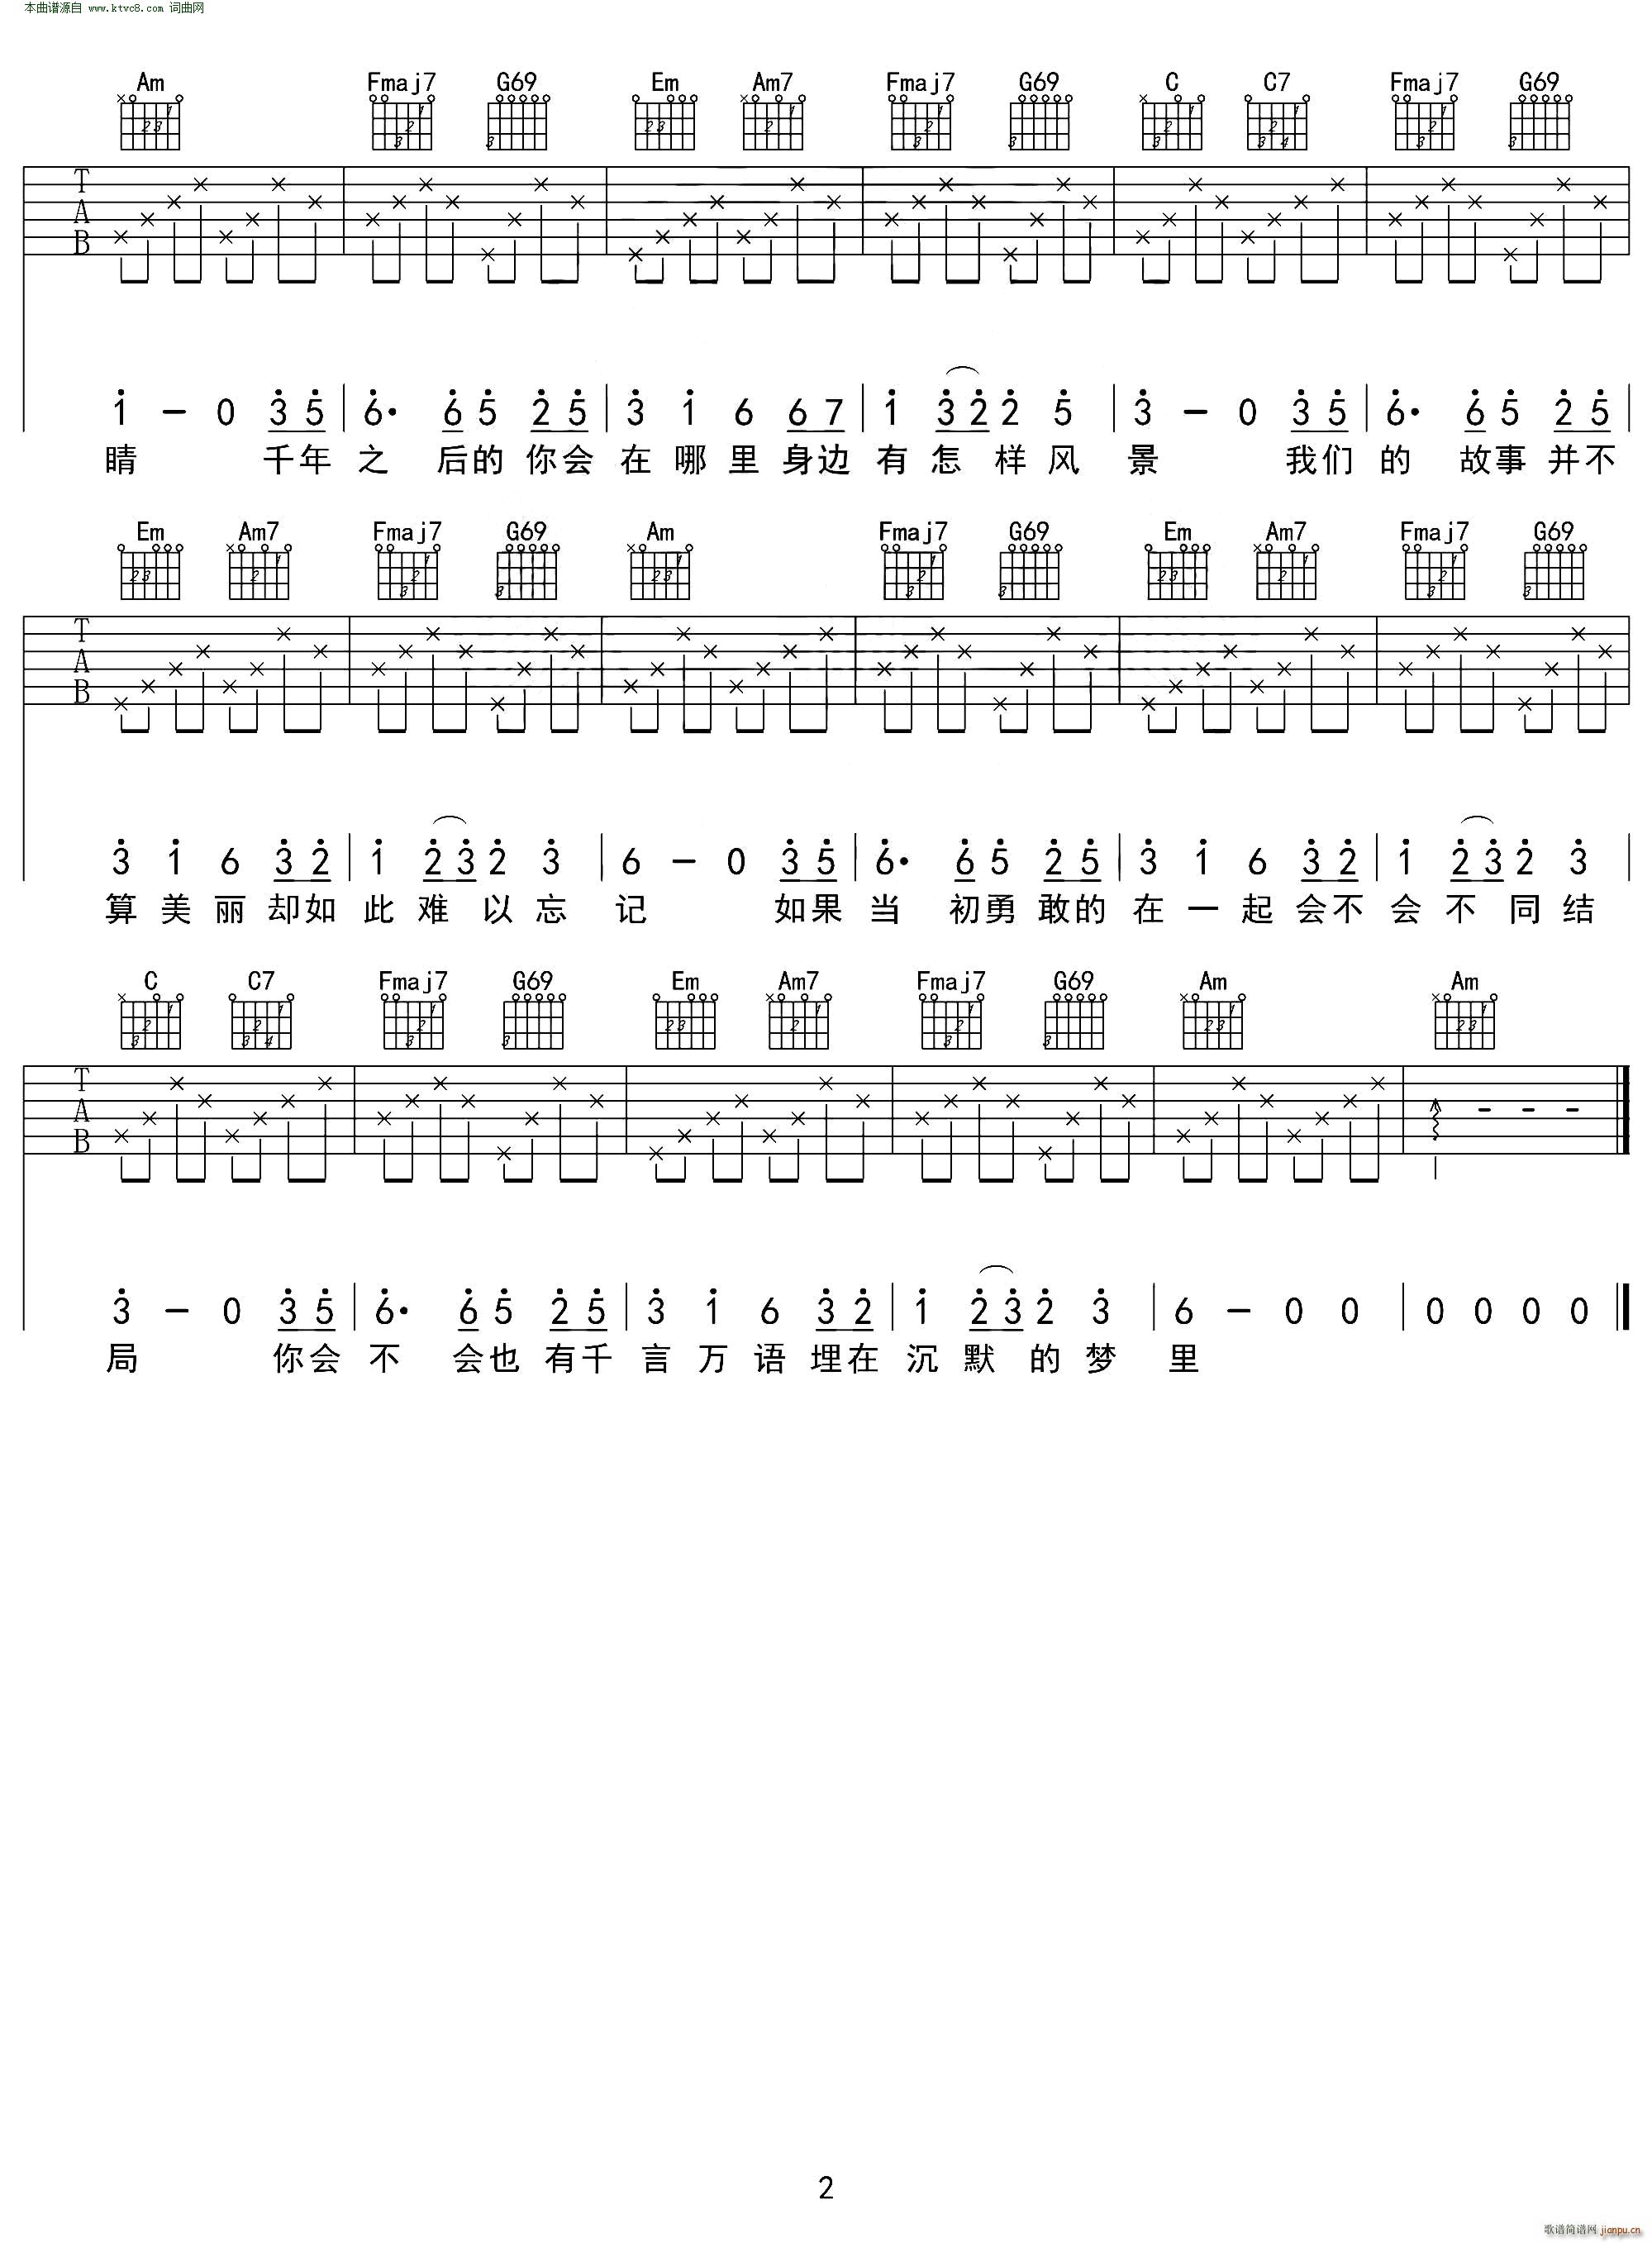 本曲谱源自 www.ktvc8.com 词曲网
Am Fmaj7 G69 Em Am7 Fmaj7 G69 C C7 Fmaj7 G69
T
A
B
1 - 0 3 5 | 6· 6 5 2 5 | 3 1 6 6 7 | 1 3 2 2 5 | 3 - 0 3 5 | 6· 6 5 2 5 |
睛 千年 之 后的 你会 在 哪 里 身边 有 怎 样 风 景 我们 的 故事 并不
Em Am7 Fmaj7 G69 Am Fmaj7 G69 Em Am7 Fmaj7 G69
T
A
B
3 1 6 3 2 | 1 2 3 2 3 | 6 - 0 3 5 | 6· 6 5 2 5 | 3 1 6 3 2 | 1 2 3 2 3 |
算 美 丽 却如 此 难 以 忘 记 如果 当 初勇 敢的 在 一 起 会不 会 不 同 结
C C7 Fmaj7 G69 Em Am7 Fmaj7 G69 Am Am
T
A
B
3 - 0 3 5 | 6· 6 5 2 5 | 3 1 6 3 2 | 1 2 3 2 3 | 6 - 0 0 | 0 0 0 0
局 你会 不 会也 有千 言 万 语 埋在 沉 默 的 梦 里
2
歌谱简谱网 jianpu.cn